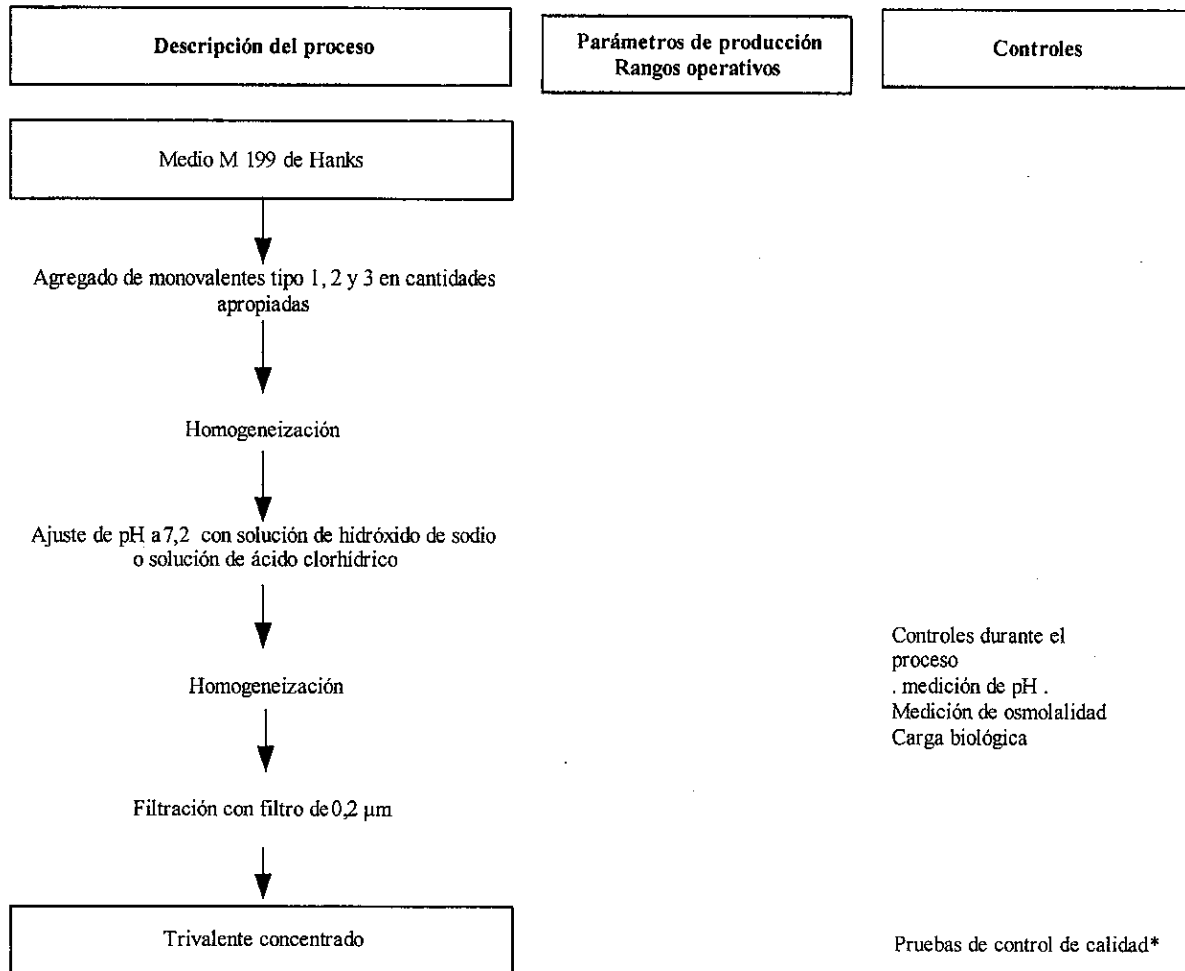 Descripción del proceso
Parámetros de producción
Rangos operativos
Controles
Medio M 199 de Hanks
Agregado de monovalentes tipo 1, 2 y 3 en cantidades
apropiadas
Homogeneización
Ajuste de pH a 7,2 con solución de hidróxido de sodio
o solución de ácido clorhídrico
Homogeneización
Controles durante el
proceso
. medición de pH .
Medición de osmolalidad
Carga biológica
Filtración con filtro de 0,2 µm
Trivalente concentrado
Pruebas de control de calidad*